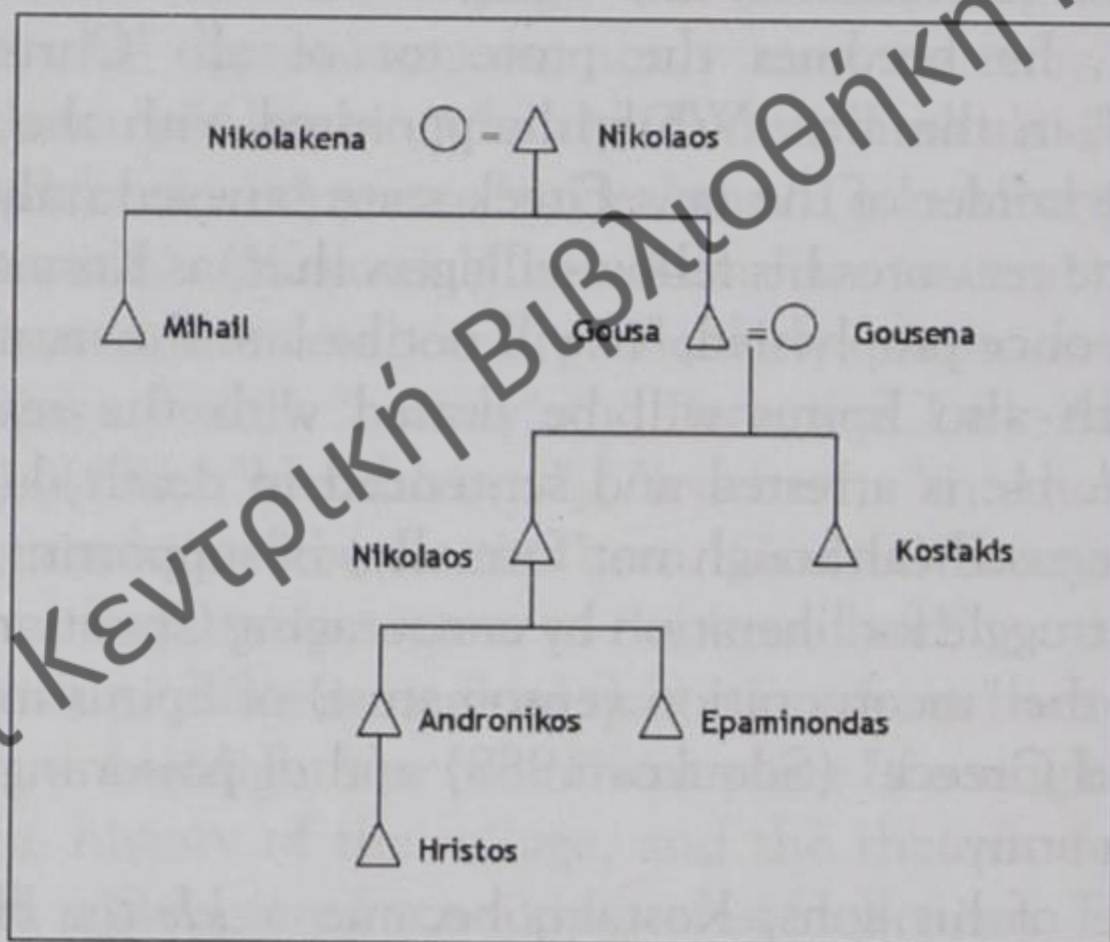 Nikolakena Nikolaos
Mihail Gousa Gousena
Nikolaos Kostakis
Andronikos Epaminondas
Hristos
Κεντρική Βιβλιοθήκη